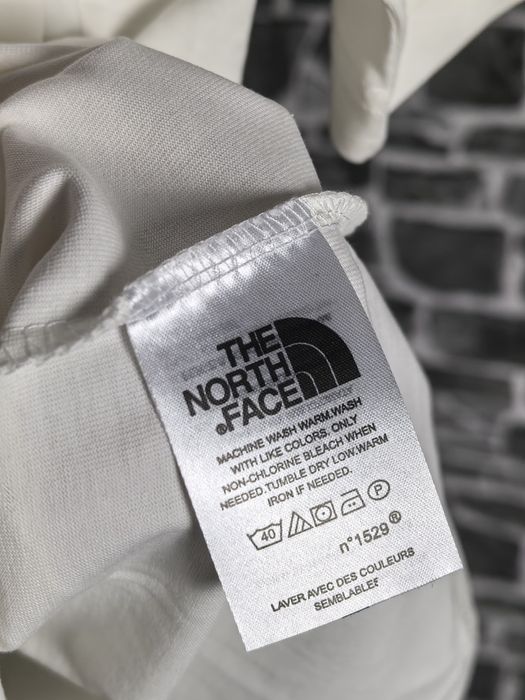 THE
NORTH
FACE
MACHINE WASH WARM.WASH
WITH LIKE COLORS. ONLY
NON-CHLORINE BLEACH WHEN
NEEDED.TUMBLE DRY LOW.WARM
IRON IF NEEDED.
40 P
n°1529®
LAVER AVEC DES COULEURS
SEMBLABLEF